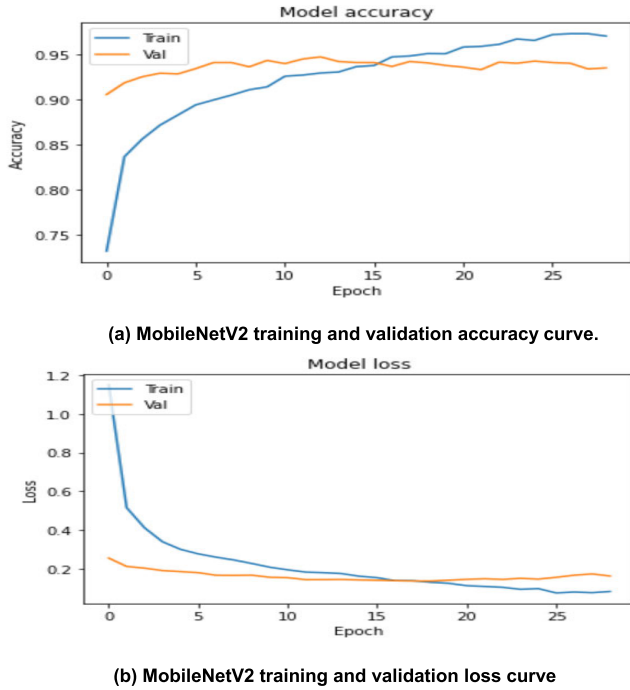 Model accuracy
Train
Val
0.95
0.90
0.85
0.80
0.75
Accuracy
0 5 10 15 20 25
Epoch
(a) MobileNetV2 training and validation accuracy curve.
Model loss
Train
Val
1.2
1.0
0.8
0.6
0.4
0.2
Loss
0 5 10 15 20 25
Epoch
(b) MobileNetV2 training and validation loss curve